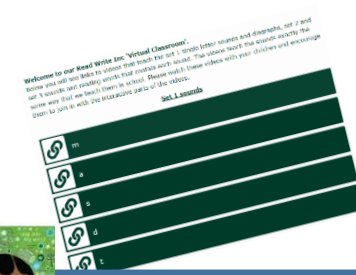 Welcome to our Read Write Inc "Virtual Classroom".
Below you will see links to videos that teach the set 1 single letter sounds and diagraphs, set 2 and
set 3 sounds and reading words that contain each sound. The videos teach the sounds exactly the
same way that we teach them in school. Please watch these videos with your children and encourage
them to join in with the interactive parts of the videos.
Set 1 sounds
m
a
s
d
t